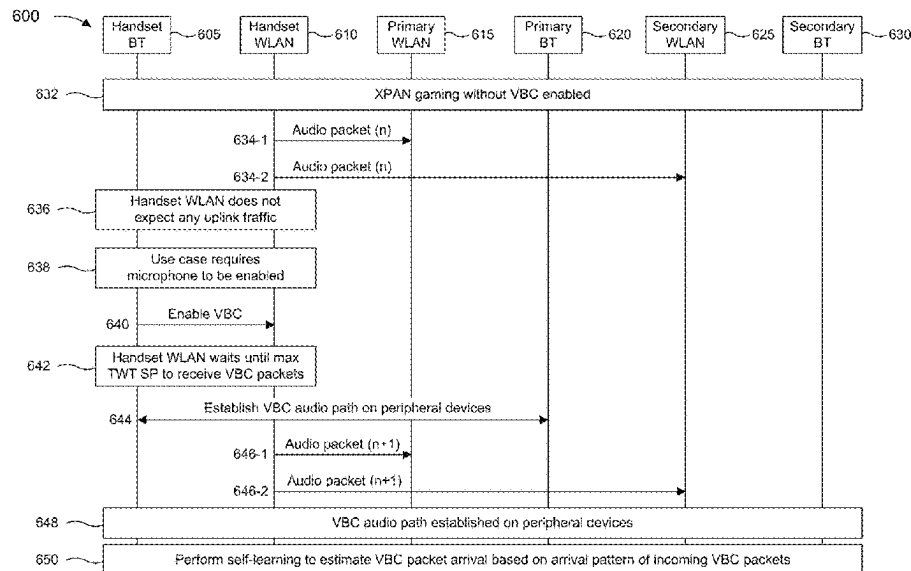 600
Handset
BT
605
Handset
WLAN
610
Primary
WLAN
615
Primary
BT
620
Secondary
WLAN
625
Secondary
BT
630
632
XPAN gaming without VBC enabled
634-1
Audio packet (n)
634-2
Audio packet (n)
636
Handset WLAN does not
expect any uplink traffic
638
Use case requires
microphone to be enabled
640
Enable VBC
642
Handset WLAN waits until max
TWT SP to receive VBC packets
644
Establish VBC audio path on peripheral devices
646-1
Audio packet (n+1)
646-2
Audio packet (n+1)
648
VBC audio path established on peripheral devices
650
Perform self-learning to estimate VBC packet arrival based on arrival pattern of incoming VBC packets